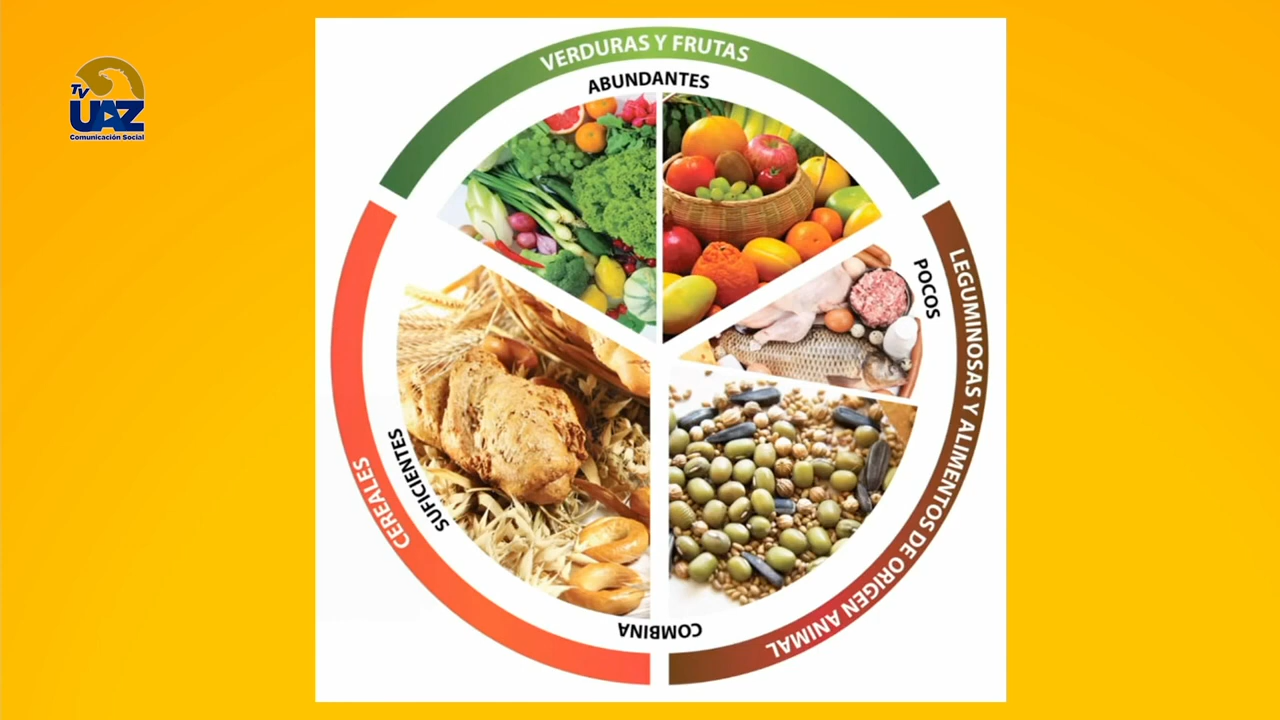 TV
UAZ
Comunicación Social
VERDURAS Y FRUTAS
ABUNDANTES
POCOS
LEGUMINOSAS Y ALIMENTOS DE ORIGEN ANIMAL
CEREALES
SUFICIENTES
COMBINA